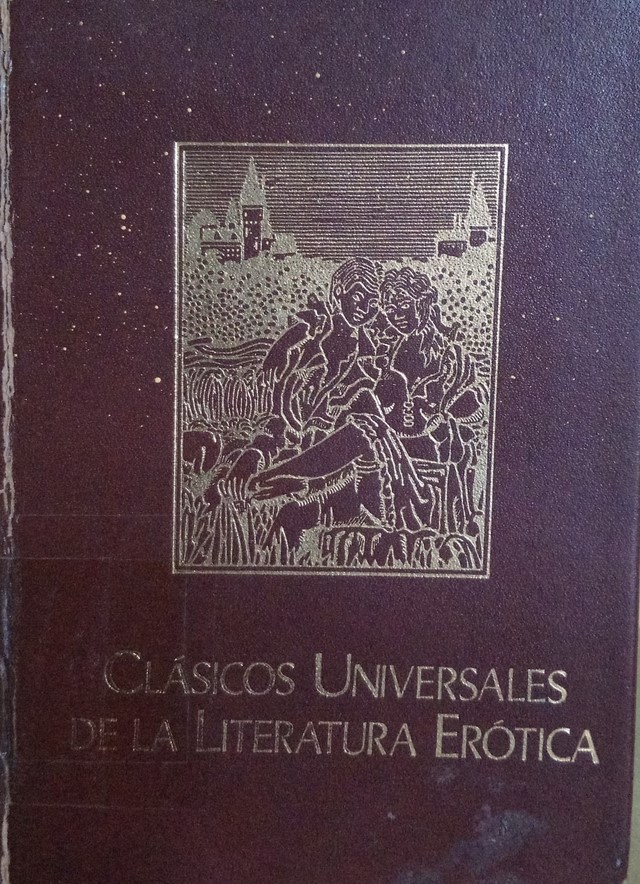 CLÁSICOS UNIVERSALES
DE LA LITERATURA ERÓTICA